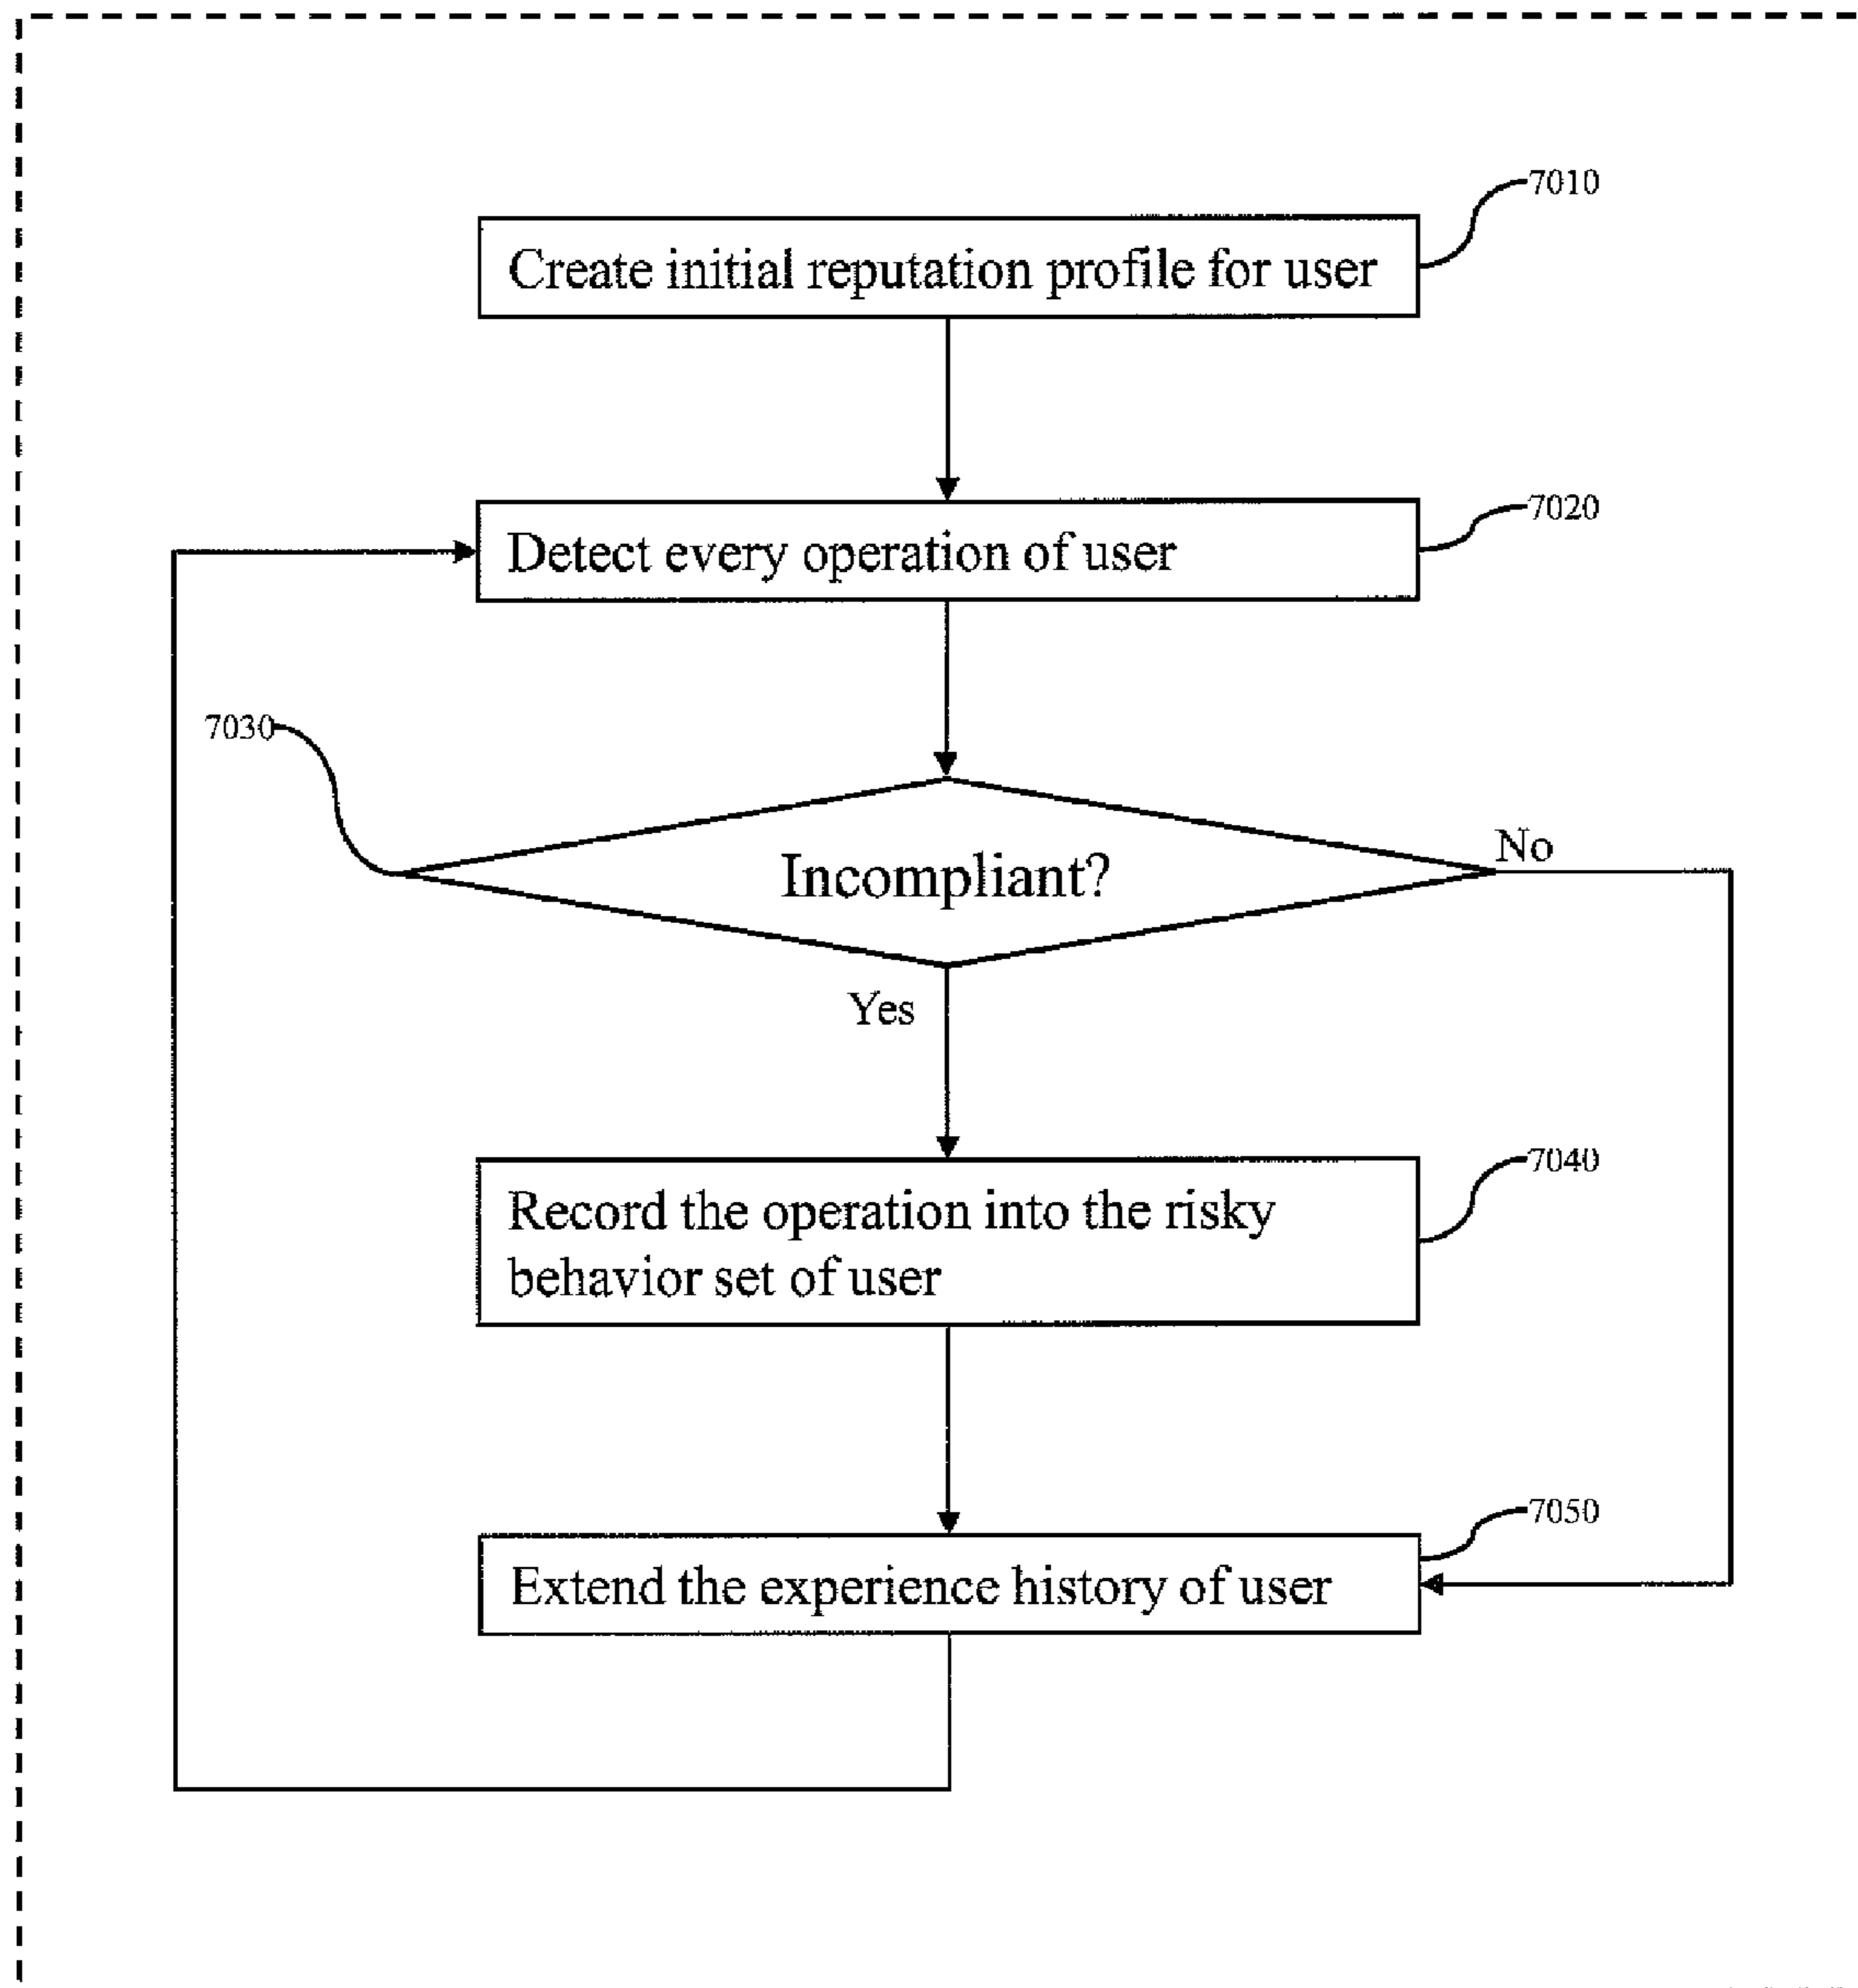 7010
Create initial reputation profile for user
7020
Detect every operation of user
7030
Incompliant?
No
Yes
7040
Record the operation into the risky
behavior set of user
7050
Extend the experience history of user